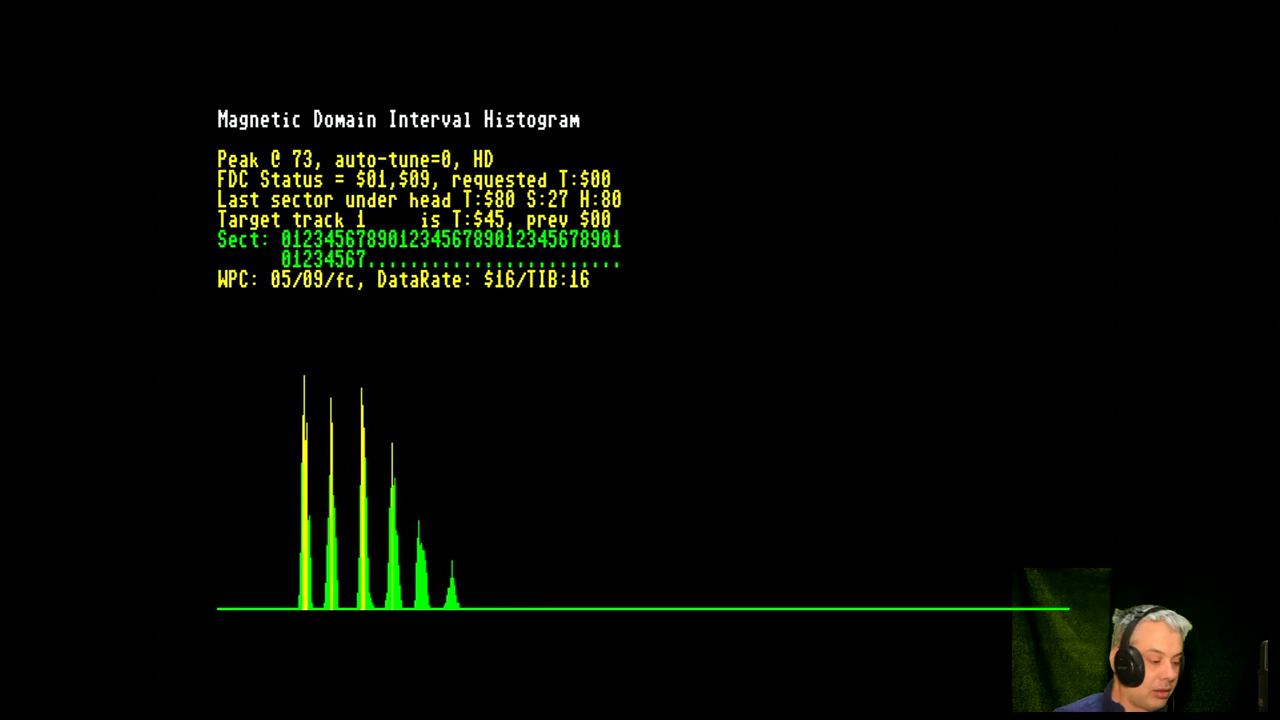 Magnetic Domain Interval Histogram
Peak @ 73, auto-tune=0, HD
FDC Status = $01,$09, requested T:$00
Last sector under head T:$80 S:27 H:80
Target track 1 is T:$45, prev $00
Sect: 01234567890123456789012345678901
01234567........................
WPC: 05/09/fc, DataRate: $16/TIB:16